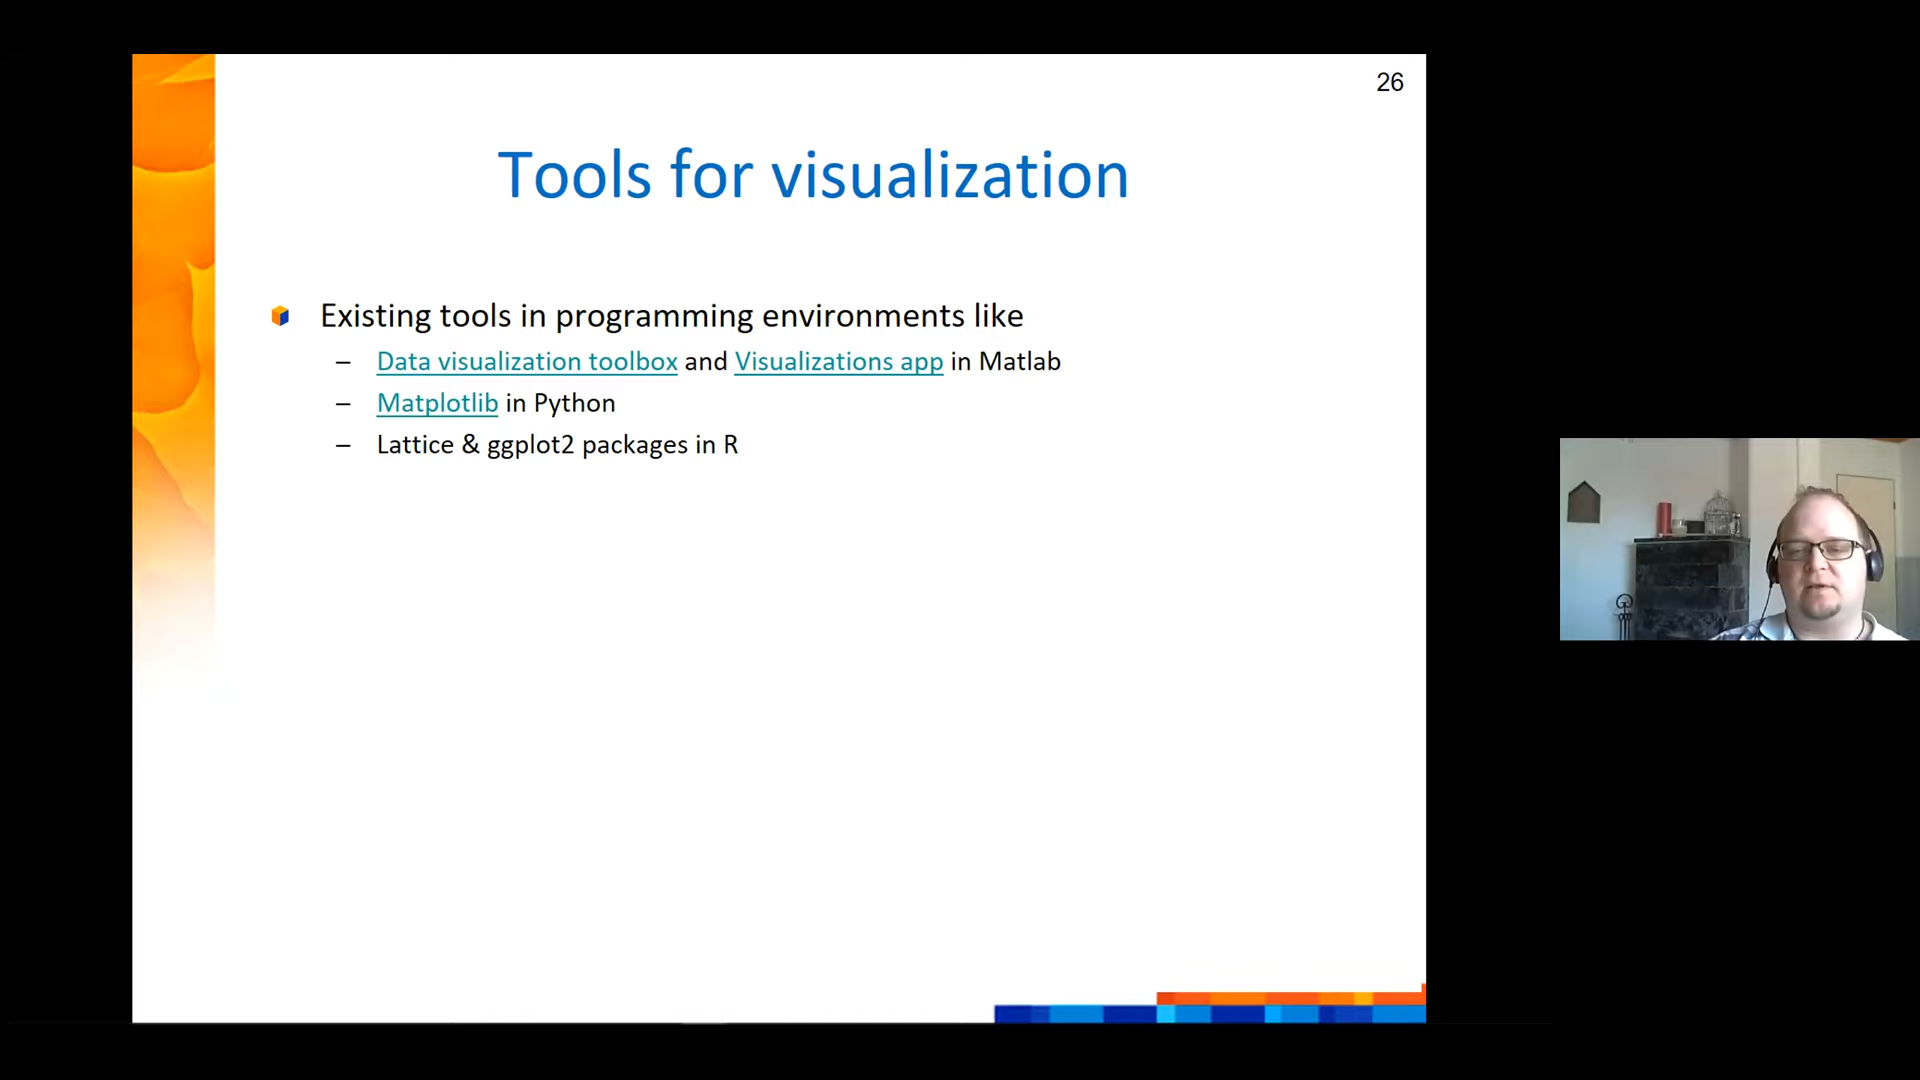 26
Tools for visualization
Existing tools in programming environments like
– Data visualization toolbox and Visualizations app in Matlab
– Matplotlib in Python
– Lattice & ggplot2 packages in R